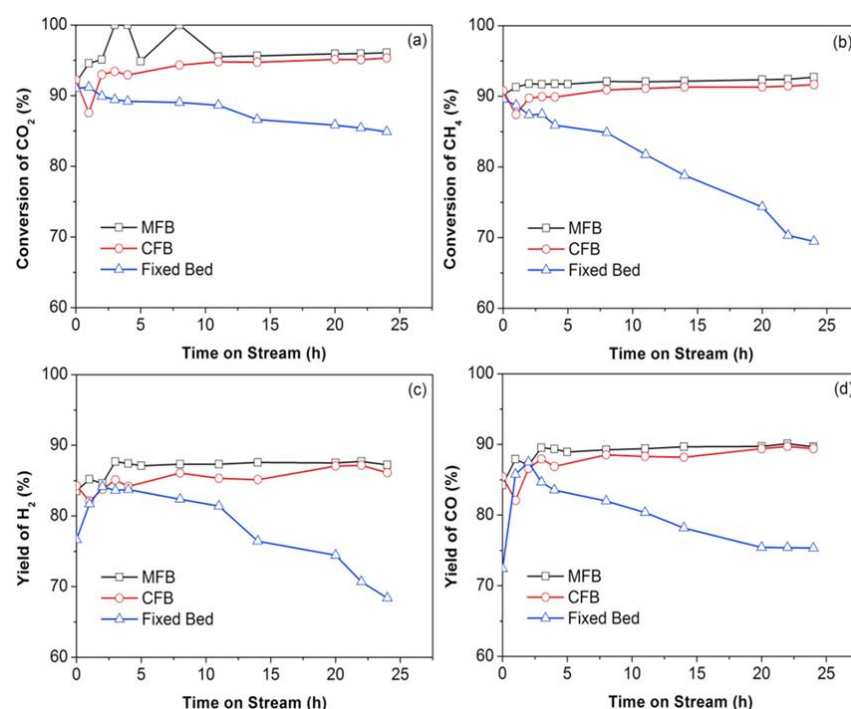 (a)
Conversion of CO₂ (%)
100
90
80
70
60
MFB
CFB
Fixed Bed
0 5 10 15 20 25
Time on Stream (h)
(b)
Conversion of CH₄ (%)
100
90
80
70
60
MFB
CFB
Fixed Bed
0 5 10 15 20 25
Time on Stream (h)
(c)
Yield of H₂ (%)
100
90
80
70
60
MFB
CFB
Fixed Bed
0 5 10 15 20 25
Time on Stream (h)
(d)
Yield of CO (%)
100
90
80
70
60
MFB
CFB
Fixed Bed
0 5 10 15 20 25
Time on Stream (h)